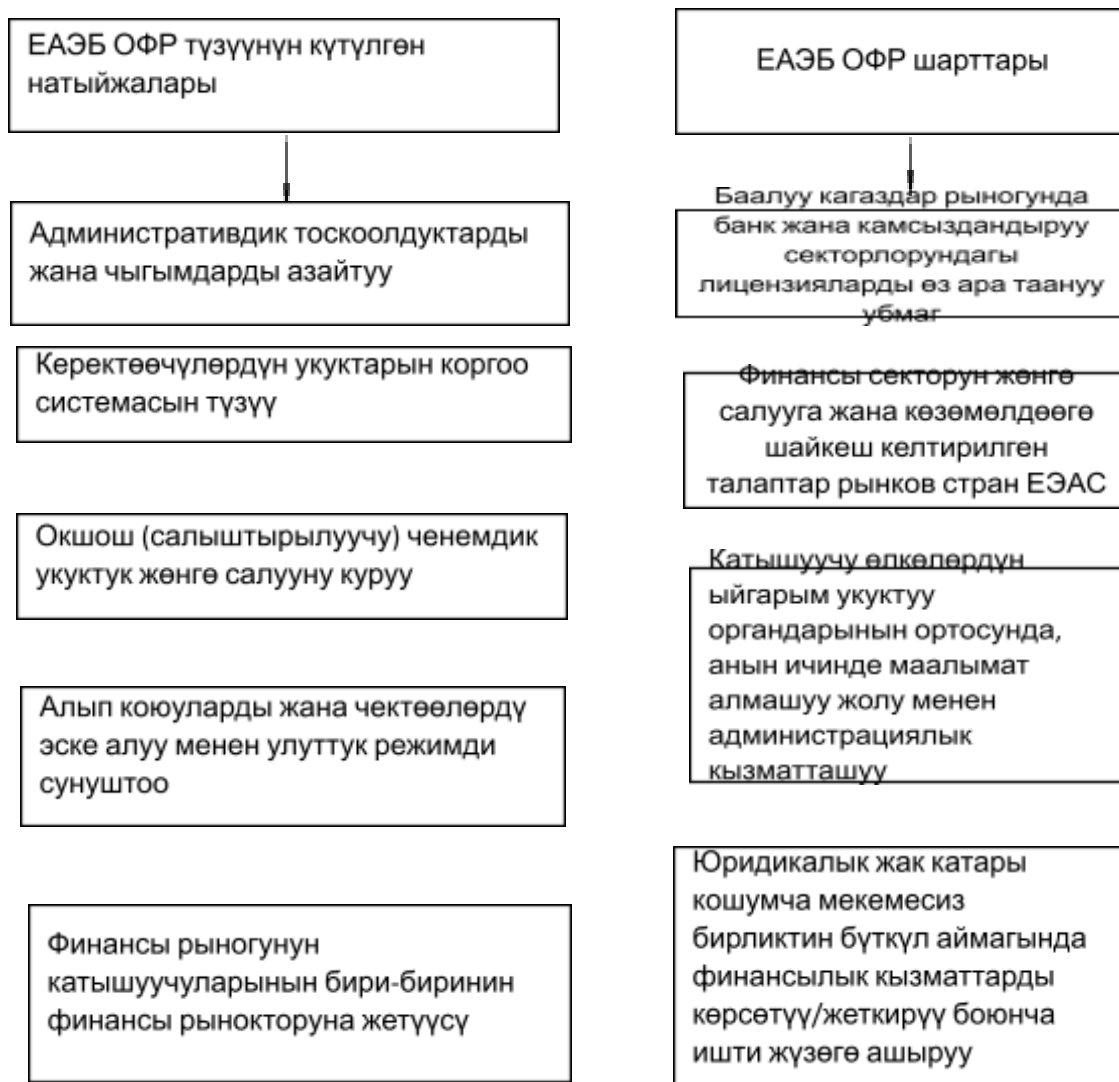 ЕАЭБ ОФР түзүүнүн күтүлгөн
натыйжалары
Административдик тоскоолдуктарды
жана чыгымдарды азайтуу
Керектөөчүлөрдүн укуктарын коргоо
системасын түзүү
Окшош (салыштырылуучу) ченемдик
укуктук жөнгө салууну куруу
Алып коюуларды жана чектөөлөрдү
эске алуу менен улуттук режимди
сунуштоо
Финансы рыногунун
катышуучуларынын бири-биринин
финансы рынокторуна жетүүсү
ЕАЭБ ОФР шарттары
Баалуу кагаздар рыногунда
банк жана камсыздандыруу
секторлорундагы
лицензияларды өз ара таануу
убмаг
Финансы секторун жөнгө
салууга жана көзөмөлдөөгө
шайкеш келтирилген
талаптар рынков стран ЕЭАС
Катышуучу өлкөлөрдүн
ыйгарым укуктуу
органдарынын ортосунда,
анын ичинде маалымат
алмашуу жолу менен
администрациялык
кызматташуу
Юридикалык жак катары
кошумча мекемесиз
бирликтин бүткүл аймагында
финансылык кызматтарды
көрсөтүү/жеткирүү боюнча
ишти жүзөгө ашыруу